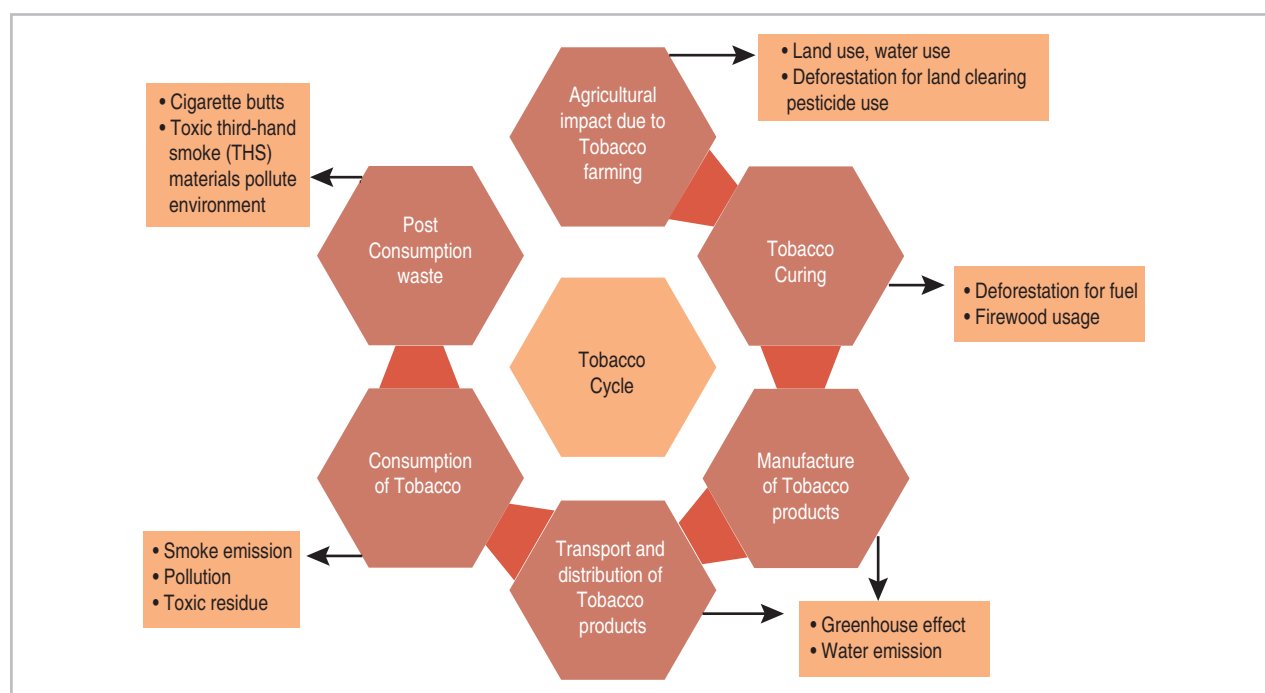 Agricultural
impact due to
Tobacco
farming
• Land use, water use
• Deforestation for land clearing
pesticide use
Tobacco
Curing
• Deforestation for fuel
• Firewood usage
Manufacture
of Tobacco
products
Transport and
distribution of
Tobacco
products
• Greenhouse effect
• Water emission
Consumption
of Tobacco
• Smoke emission
• Pollution
• Toxic residue
Post
Consumption
waste
• Cigarette butts
• Toxic third-hand
smoke (THS)
materials pollute
environment
Tobacco
Cycle